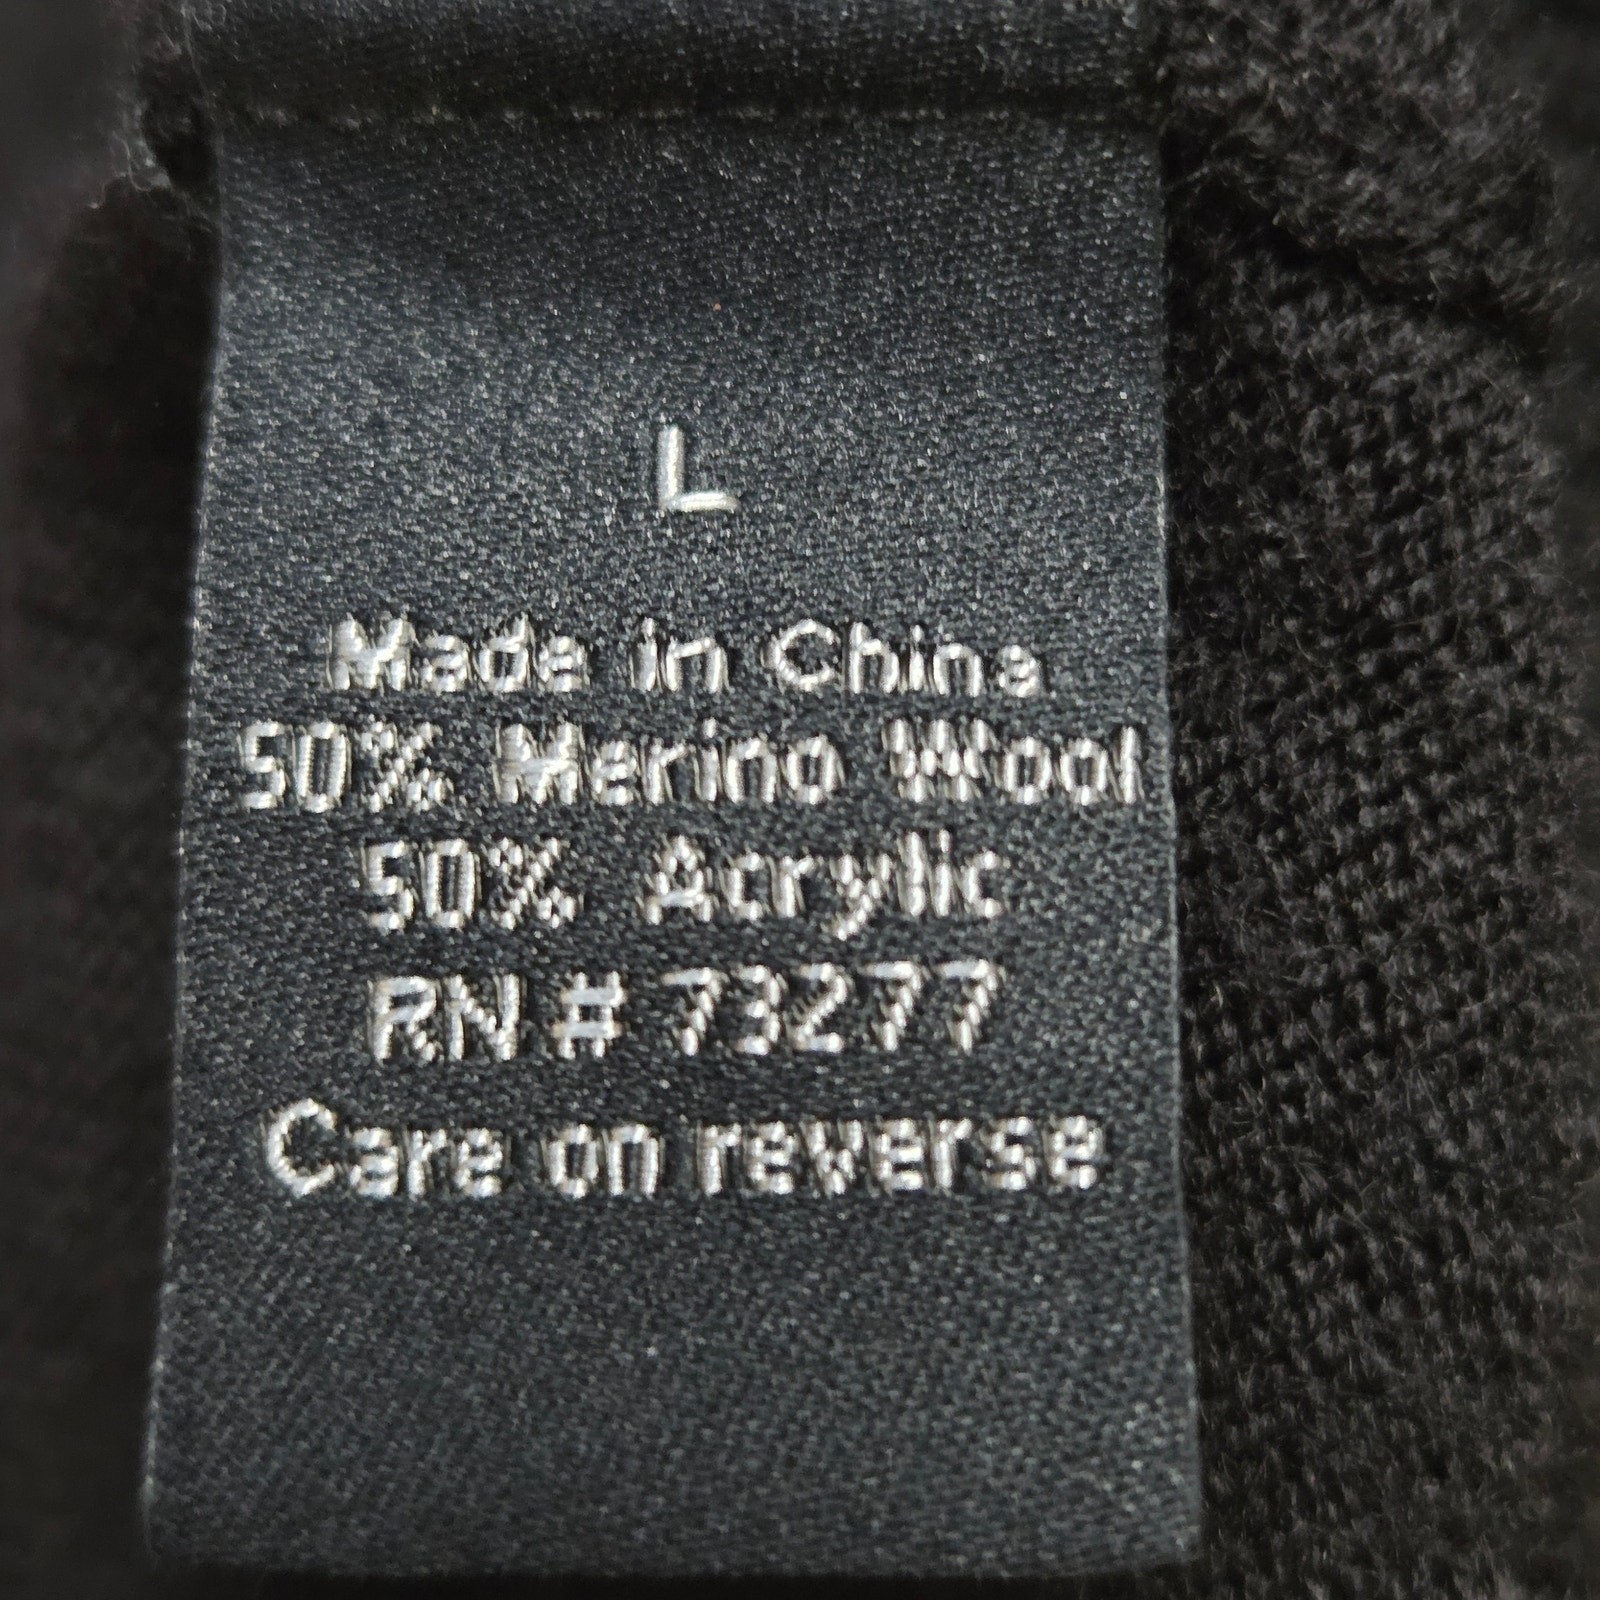 L
Made in China
50% Merino Wool
50% Acrylic
RN # 73277
Care on reverse